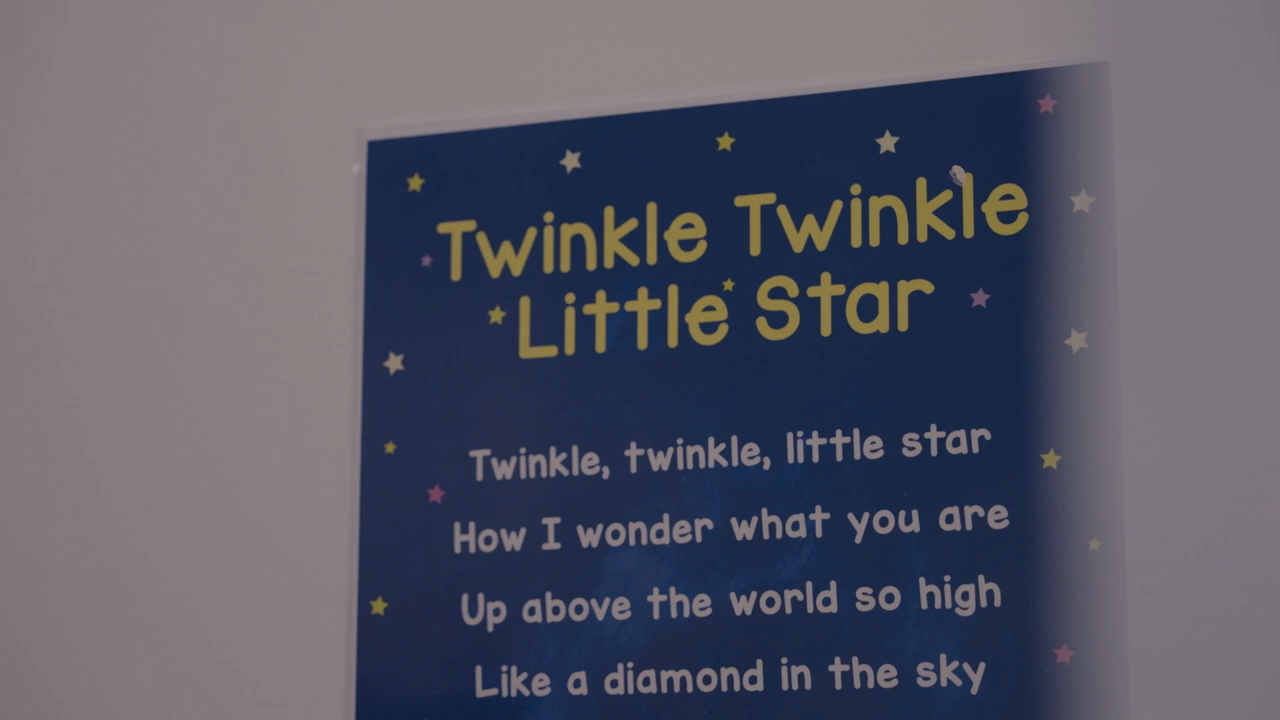 Twinkle Twinkle
Little Star
Twinkle, twinkle, little star
How I wonder what you are
Up above the world so high
Like a diamond in the sky